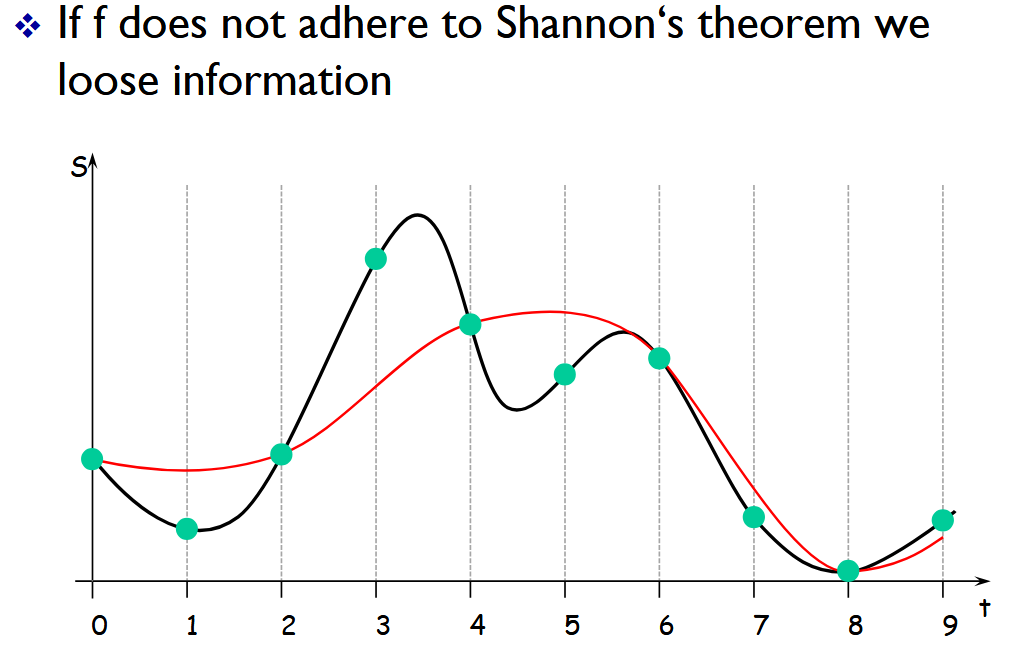 If f does not adhere to Shannon‘s theorem we
loose information
S
t
0 1 2 3 4 5 6 7 8 9